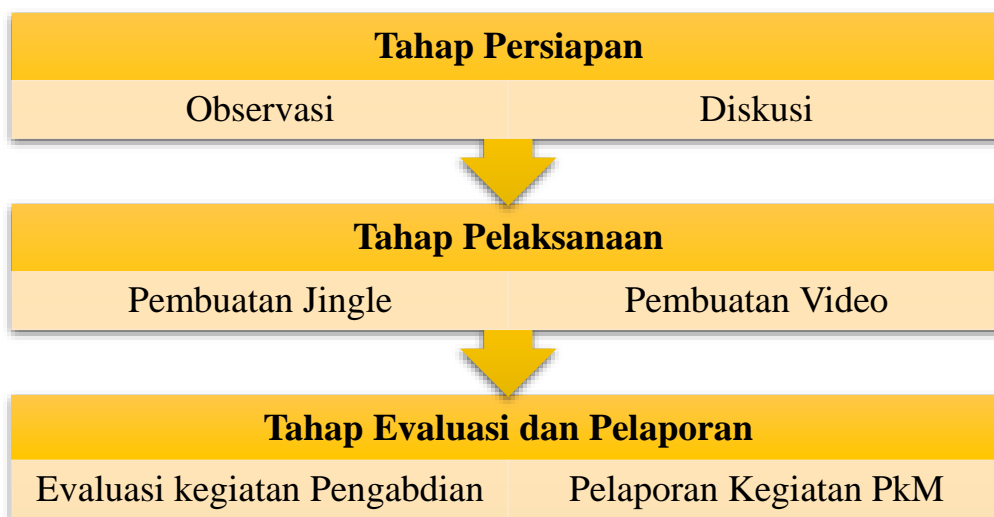 Tahap Persiapan
Observasi Diskusi
Tahap Pelaksanaan
Pembuatan Jingle Pembuatan Video
Tahap Evaluasi dan Pelaporan
Evaluasi kegiatan Pengabdian Pelaporan Kegiatan PkM